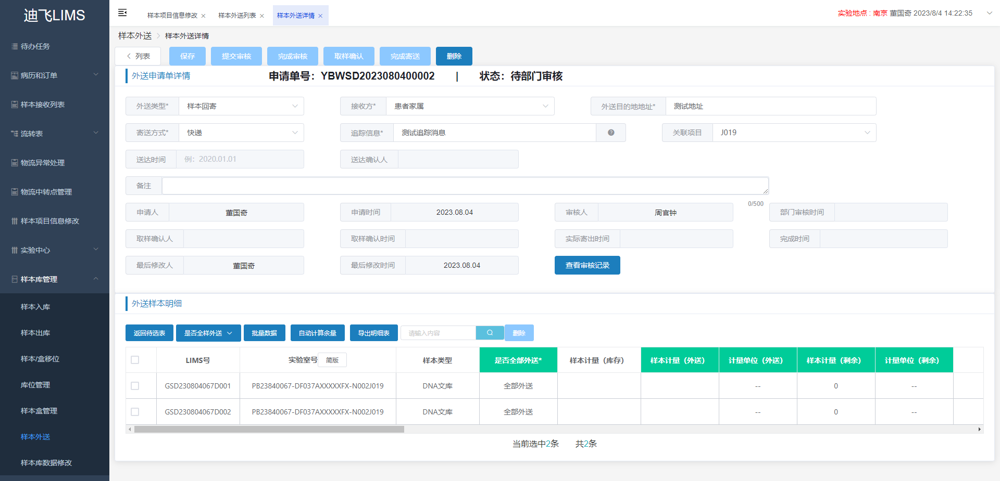 迪飞LIMS
待办任务
病历和订单
样本接收列表
流转表
物流异常处理
物流中转点管理
样本项目信息修改
实验中心
样本库管理
样本入库
样本出库
样本/盒移位
库位管理
样本盒管理
样本外送
样本库数据修改
样本项目信息修改 × 样本外送列表 × 样本外送详情 ×
实验地点 : 南京 董国奇 2023/8/4 14:22:35
样本外送 > 样本外送详情
列表 保存 提交审核 完成审核 取样确认 完成寄送 删除
外送申请单详情 申请单号：YBWSD2023080400002 | 状态：待部门审核
外送类型* 样本回寄 接收方* 患者家属 外送目的地地址* 测试地址
寄送方式* 快递 追踪信息* 测试追踪消息 关联项目 J019
送达时间 例：2020.01.01 送达确认人
备注
0/500
申请人 董国奇 申请时间 2023.08.04 审核人 周官钟 部门审核时间
取样确认人 取样确认时间 实际寄出时间 完成时间
最后修改人 董国奇 最后修改时间 2023.08.04 查看审核记录
外送样本明细
返回待选表 是否全样外送 批量数据 自动计算余量 导出明细表 请输入内容 删除
LIMS号 实验室号 简版 样本类型 是否全部外送* 样本计量（库存） 样本计量（外送） 计量单位（外送） 样本计量（剩余） 计量单位（剩余）
GSD230804067D001 PB23840067-DF037AXXXXXFX-N002J019 DNA文库 全部外送 -- 0 --
GSD230804067D002 PB23840067-DF037AXXXXXFX-N002J019 DNA文库 全部外送 -- 0 --
当前选中2条 共2条